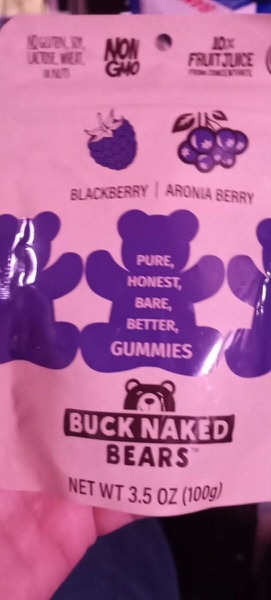 NO GLUTEN, SOY,
LACTOSE, WHEAT,
OR NUTS
NON
GMO
10%
FRUIT JUICE
FROM CONCENTRATE
BLACKBERRY | ARONIA BERRY
PURE,
HONEST,
BARE,
BETTER,
GUMMIES
BUCK NAKED
BEARS™
NET WT 3.5 OZ (100g)